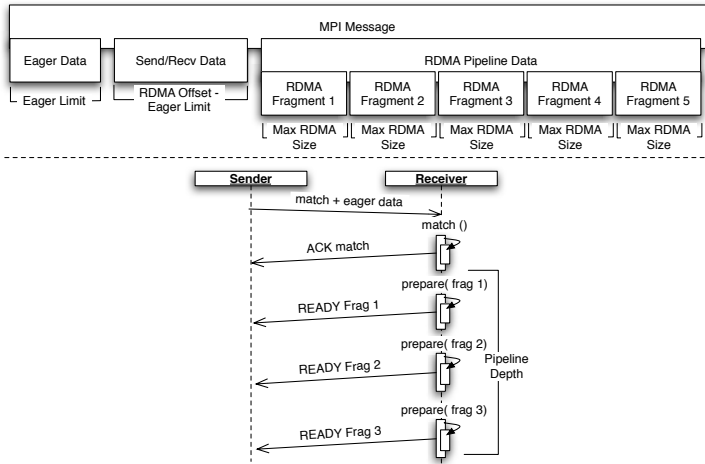 MPI Message
Eager Data
Send/Recv Data
RDMA Pipeline Data
RDMA
Fragment 1
RDMA
Fragment 2
RDMA
Fragment 3
RDMA
Fragment 4
RDMA
Fragment 5
Eager Limit
RDMA Offset -
Eager Limit
Max RDMA
Size
Max RDMA
Size
Max RDMA
Size
Max RDMA
Size
Max RDMA
Size
Sender
Receiver
match + eager data
match ()
ACK match
prepare( frag 1)
READY Frag 1
prepare( frag 2)
READY Frag 2
Pipeline
Depth
prepare( frag 3)
READY Frag 3